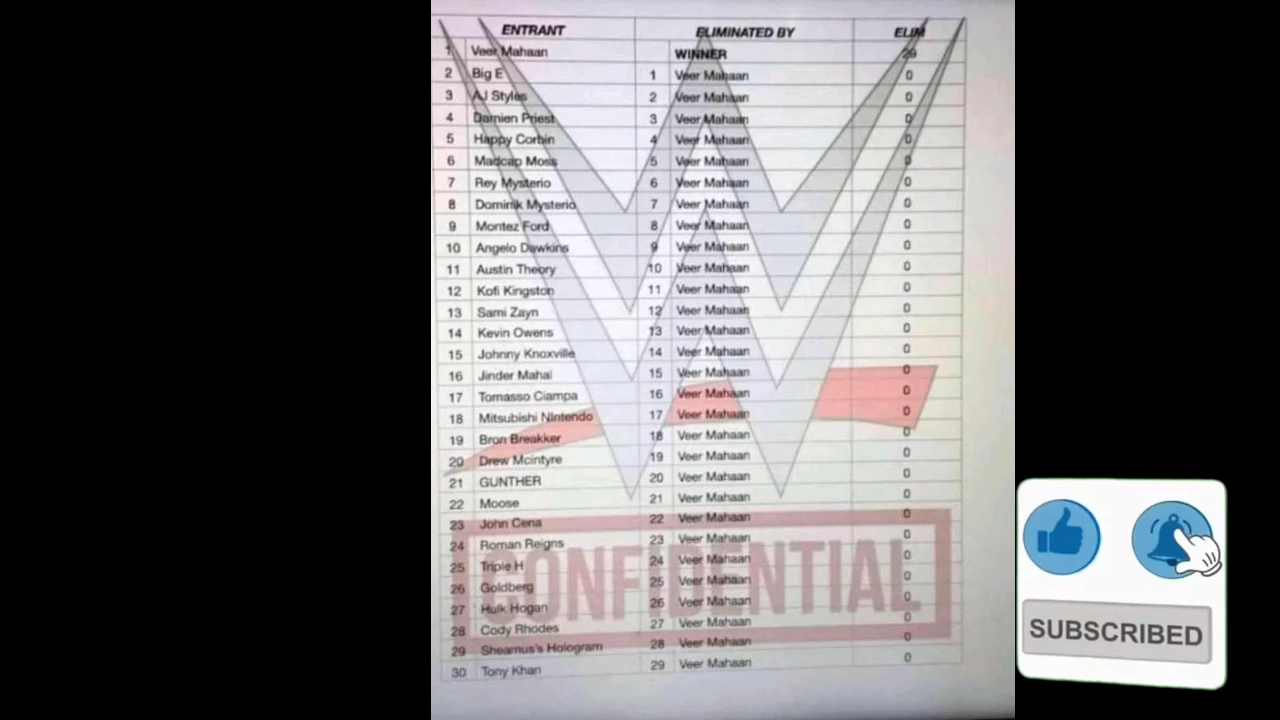 ENTRANT ELIMINATED BY ELIM
1 Veer Mahaan WINNER 29
2 Big E 1 Veer Mahaan 0
3 AJ Styles 2 Veer Mahaan 0
4 Damien Priest 3 Veer Mahaan 0
5 Happy Corbin 4 Veer Mahaan 0
6 Madcap Moss 5 Veer Mahaan 0
7 Rey Mysterio 6 Veer Mahaan 0
8 Dominik Mysterio 7 Veer Mahaan 0
9 Montez Ford 8 Veer Mahaan 0
10 Angelo Dawkins 9 Veer Mahaan 0
11 Austin Theory 10 Veer Mahaan 0
12 Kofi Kingston 11 Veer Mahaan 0
13 Sami Zayn 12 Veer Mahaan 0
14 Kevin Owens 13 Veer Mahaan 0
15 Johnny Knoxville 14 Veer Mahaan 0
16 Jinder Mahal 15 Veer Mahaan 0
17 Tomasso Ciampa 16 Veer Mahaan 0
18 Mitsubishi Nintendo 17 Veer Mahaan 0
19 Bron Breakker 18 Veer Mahaan 0
20 Drew Mcintyre 19 Veer Mahaan 0
21 GUNTHER 20 Veer Mahaan 0
22 Moose 21 Veer Mahaan 0
23 John Cena 22 Veer Mahaan 0
24 Roman Reigns 23 Veer Mahaan 0
25 Triple H 24 Veer Mahaan 0
26 Goldberg 25 Veer Mahaan 0
27 Hulk Hogan 26 Veer Mahaan 0
28 Cody Rhodes 27 Veer Mahaan 0
29 Sheamus's Hologram 28 Veer Mahaan 0
30 Tony Khan 29 Veer Mahaan 0
CONFIDENTIAL
SUBSCRIBED